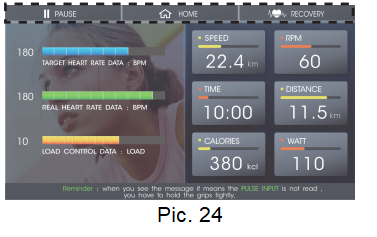 PAUSE HOME RECOVERY
180
TARGET HEART RATE DATA : BPM
180
REAL HEART RATE DATA : BPM
10
LOAD CONTROL DATA : LOAD
SPEED
22.4 km
RPM
60
TIME
10:00
DISTANCE
11.5 km
CALORIES
380 kcl
WATT
110
Reminder : when you see the message it means the PULSE INPUT is not read ,
you have to hold the grips tightly.
Pic. 24